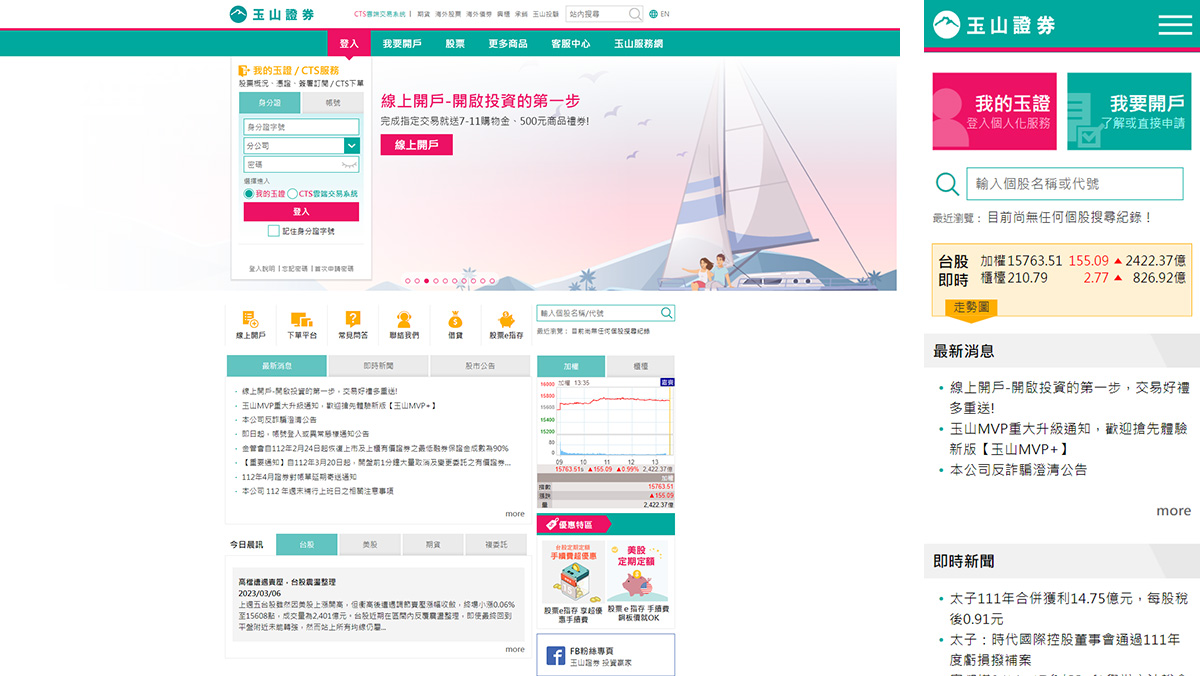 玉山證券
CTS雲端交易系統 | 期貨 海外股票 海外債券 興櫃 承銷 玉山投顧
站內搜尋
EN
登入 我要開戶 股票 更多商品 客服中心 玉山服務網
我的玉證 / CTS服務
股票概況、憑證、簽署訂閱 / CTS下單
身分證 帳號
身分證字號
分公司
密碼
選擇進入
我的玉證 CTS雲端交易系統
登入
記住身分證字號
登入說明 | 忘記密碼 | 首次申請密碼
線上開戶-開啟投資的第一步
完成指定交易就送7-11購物金、500元商品禮券!
線上開戶
線上開戶 下單平台 常見問答 聯絡我們 借貸 股票e指存
輸入個股名稱/代號
最近瀏覽： 目前尚無任何個股搜尋紀錄
最新消息 即時新聞 股市公告
線上開戶-開啟投資的第一步，交易好禮多重送!
玉山MVP重大升級通知，歡迎搶先體驗新版【玉山MVP+】
本公司反詐騙澄清公告
即日起，帳號登入或異常態樣通知公告
金管會自112年2月24日起恢復上市及上櫃有價證券之最低融券保證金成數為90%
【重要通知】自112年3月20日起，開盤前1分鐘大量取消及變更委託之有價證券...
112年4月證券對帳單延期寄送通知
本公司 112 年週末補行上班日之相關注意事項
more
加權 櫃檯
16000 加權 13:35
15800
15600
15400
15200
80
0
09 10 11 12 13
15763.51s ▲155.09 ▲0.99% 2,422.37億
加權
指數 15763.51
漲跌 ▲155.09
量 2,422.37億
優惠特區
台股定期定額
手續費超優惠
股票e指存 享超優
惠手續費
美股
定期定額
股票ｅ指存 手續費
銅板價就OK
今日晨訊 台股 美股 期貨 複委託
高檔遭遇賣壓，台股震盪整理
2023/03/06
上週五台股雖然因美股上漲開高，但衝高後遭遇調節賣壓漲幅收斂，終場小漲0.06%
至15608點，成交量為2,401億元。台股近期在區間內反覆震盪整理，即使最終回到
平盤附近未能轉強，然而站上所有均線仍屬...
more
FB粉絲專頁
玉山證券 投資贏家
玉山證券
我的玉證
登入個人化服務
我要開戶
了解或直接申請
輸入個股名稱或代號
最近瀏覽： 目前尚無任何個股搜尋紀錄！
台股
即時
加權15763.51 155.09 ▲ 2422.37億
櫃檯210.79 2.77 ▲ 826.92億
走勢圖
最新消息
線上開戶-開啟投資的第一步，交易好禮
多重送!
玉山MVP重大升級通知，歡迎搶先體驗
新版【玉山MVP+】
本公司反詐騙澄清公告
more
即時新聞
太子111年合併獲利14.75億元，每股稅
後0.91元
太子：時代國際控股董事會通過111年
度虧損撥補案